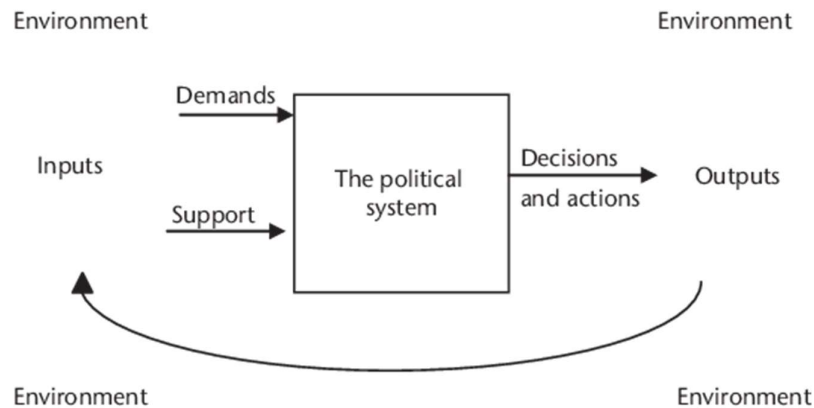 Environment
Environment
Demands
Inputs
Support
The political
system
Decisions
and actions
Outputs
Environment
Environment